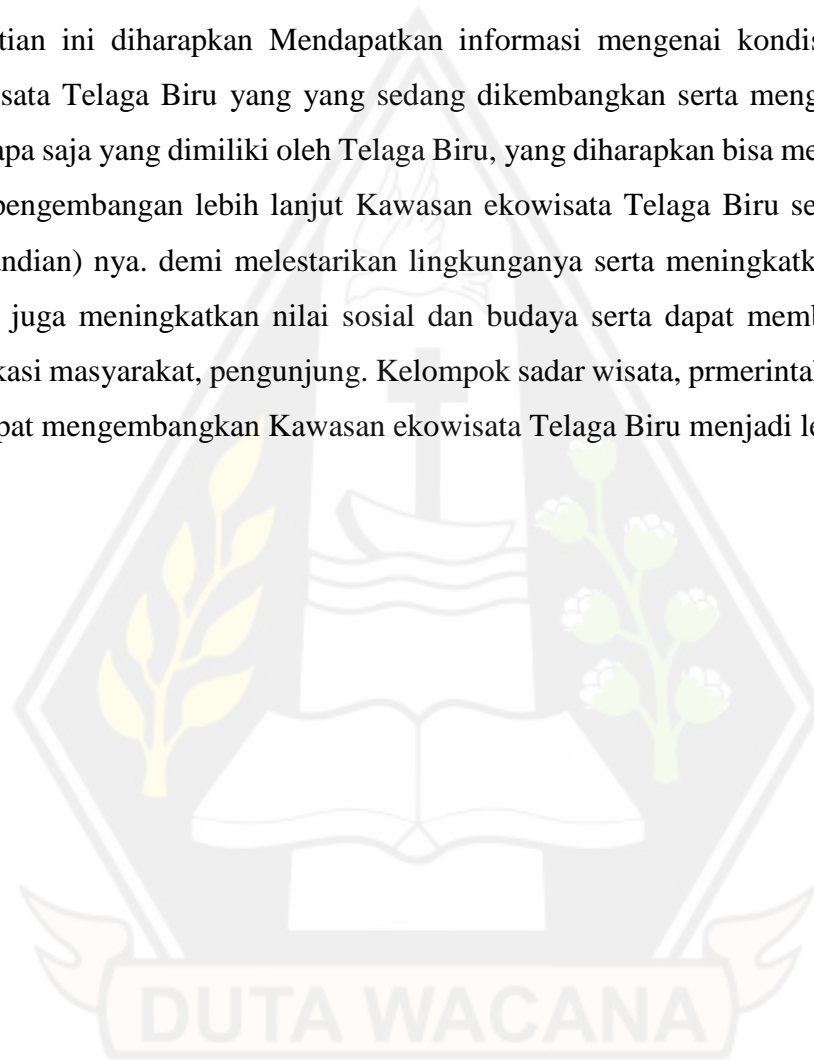 tian ini diharapkan Mendapatkan informasi mengenai kondis
sata Telaga Biru yang yang sedang dikembangkan serta meng
apa saja yang dimiliki oleh Telaga Biru, yang diharapkan bisa me
pengembangan lebih lanjut Kawasan ekowisata Telaga Biru se
ndian) nya. demi melestarikan lingkunganya serta meningkatk
juga meningkatkan nilai sosial dan budaya serta dapat memb
kasi masyarakat, pengunjung. Kelompok sadar wisata, prmerinta
pat mengembangkan Kawasan ekowisata Telaga Biru menjadi le
DUTA WACANA